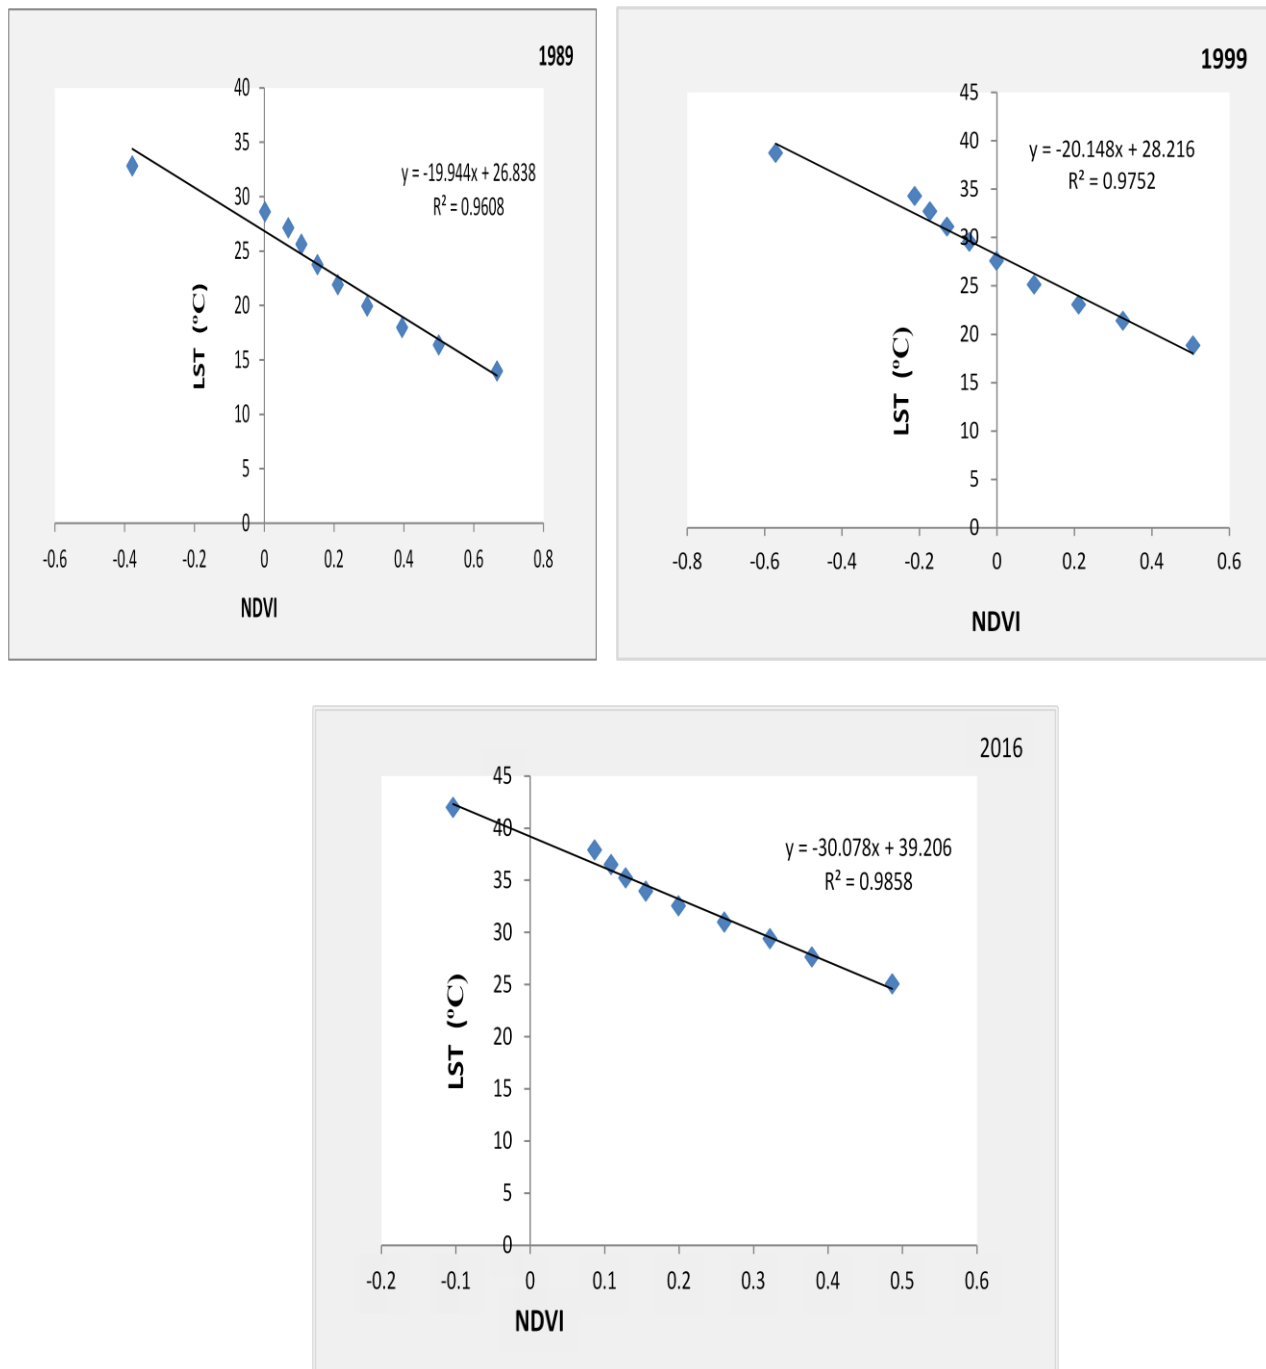 1989
40
35
y = -19.944x + 26.838
R² = 0.9608
30
25
20
15
10
5
0
LST (°C)
-0.6 -0.4 -0.2 0 0.2 0.4 0.6 0.8
NDVI
1999
45
40
y = -20.148x + 28.216
R² = 0.9752
35
30
25
20
15
10
5
0
LST (°C)
-0.8 -0.6 -0.4 -0.2 0 0.2 0.4 0.6
NDVI
2016
45
40
y = -30.078x + 39.206
R² = 0.9858
35
30
25
20
15
10
5
0
LST (°C)
-0.2 -0.1 0 0.1 0.2 0.3 0.4 0.5 0.6
NDVI